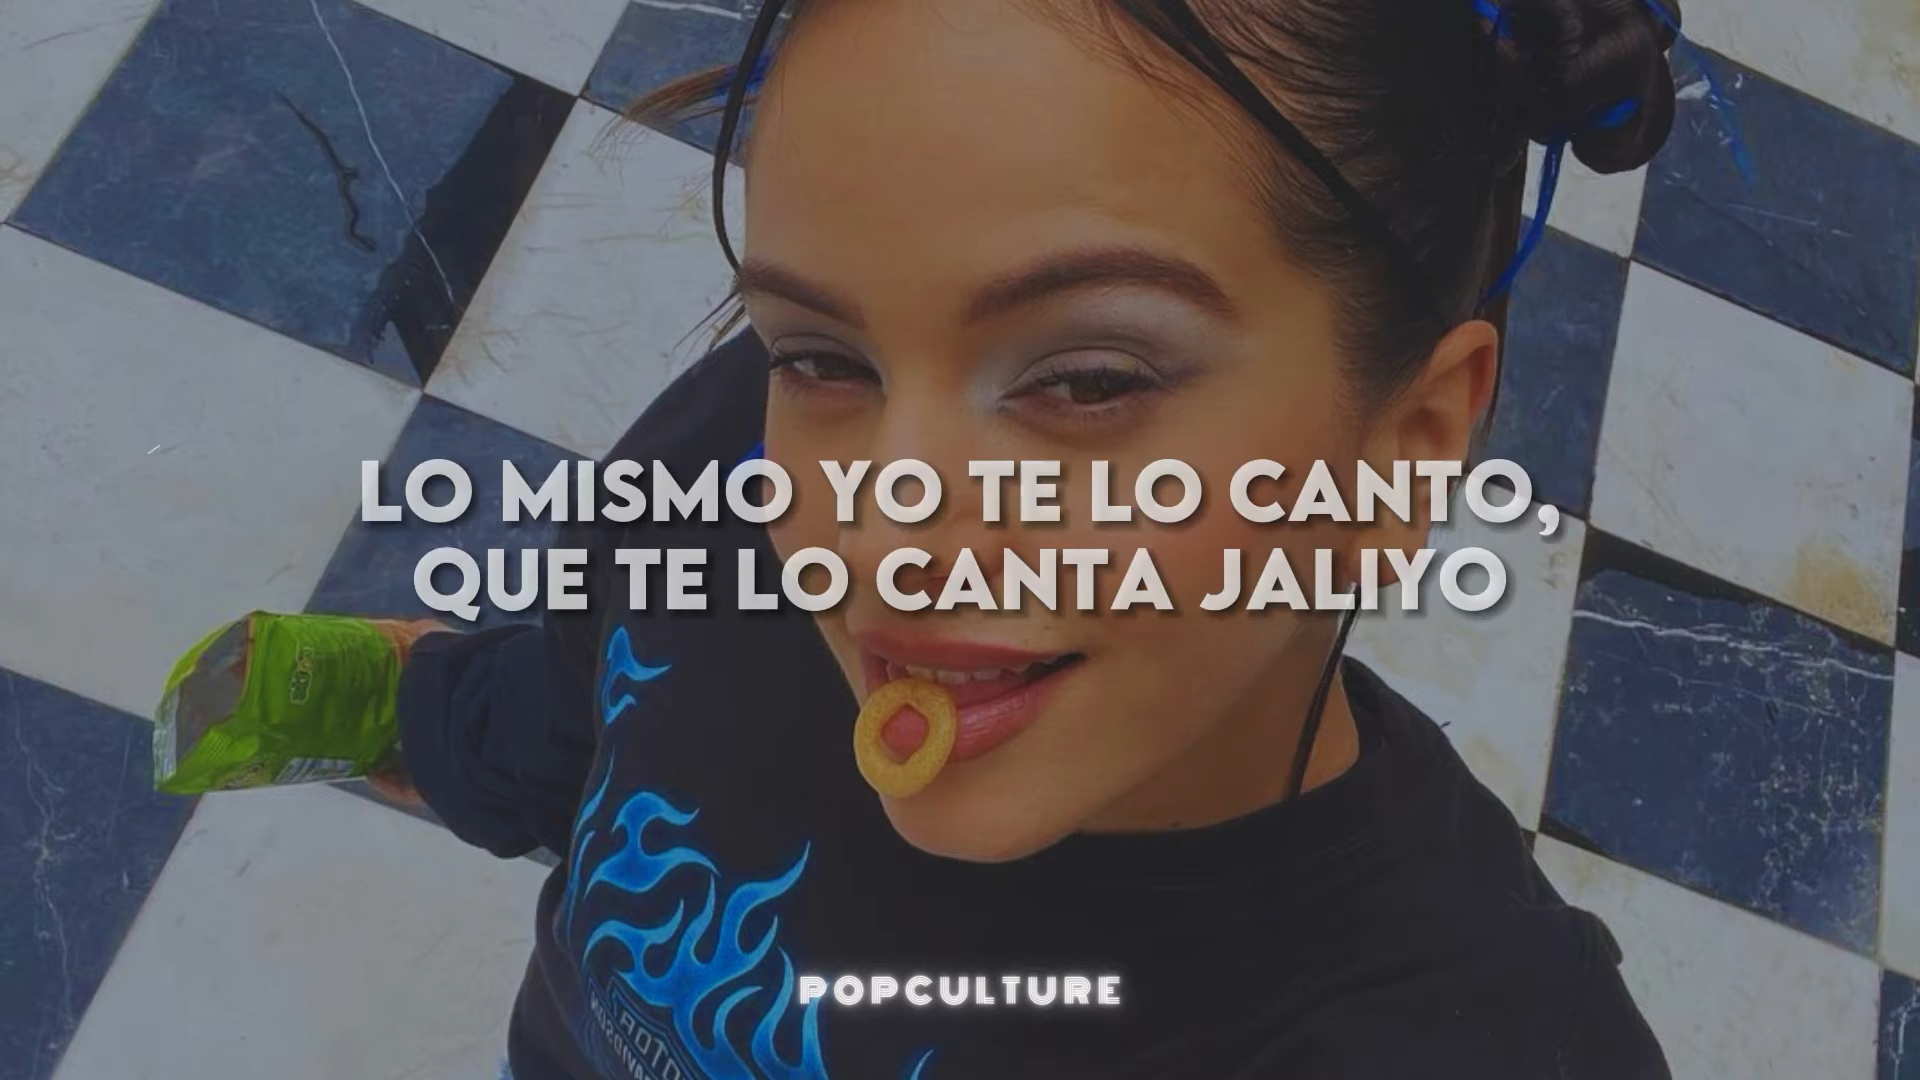 LO MISMO YO TE LO CANTO,
QUE TE LO CANTA JALIYO
POPCULTURE